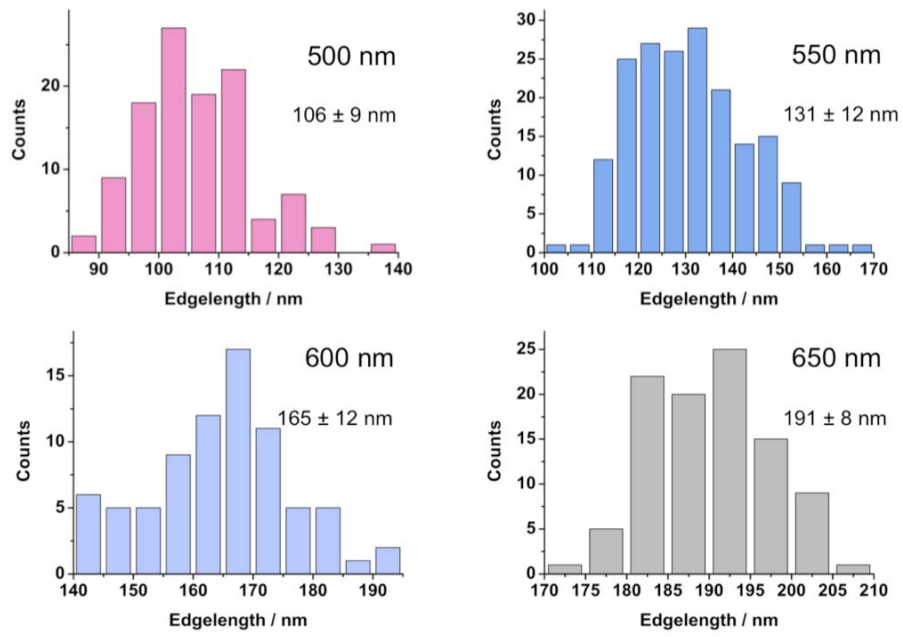 500 nm
106 ± 9 nm
Counts
20
10
0
90 100 110 120 130 140
Edgelength / nm
550 nm
131 ± 12 nm
Counts
30
25
20
15
10
5
0
100 110 120 130 140 150 160 170
Edgelength / nm
600 nm
165 ± 12 nm
Counts
15
10
5
0
140 150 160 170 180 190
Edgelength / nm
650 nm
191 ± 8 nm
Counts
25
20
15
10
5
0
170 175 180 185 190 195 200 205 210
Edgelength / nm